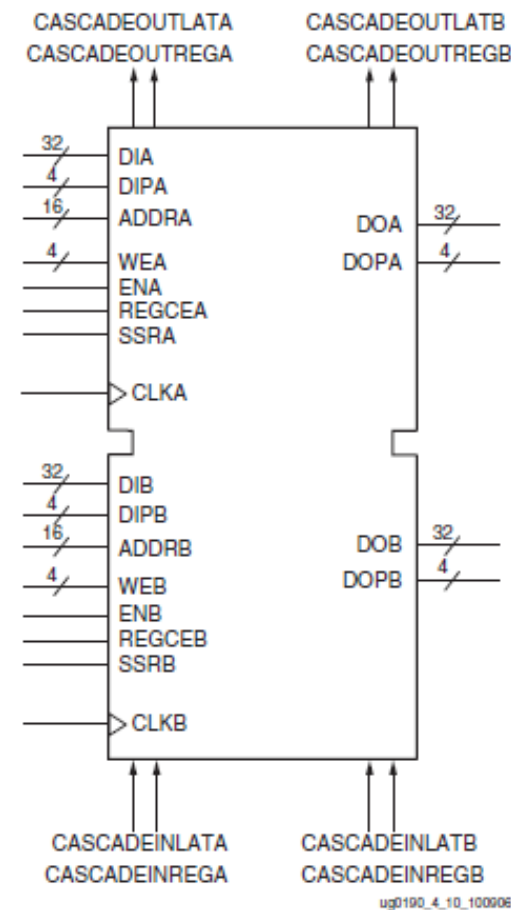 CASCADEOUTLATA CASCADEOUTLATB
CASCADEOUTREGA CASCADEOUTREGB
32 DIA
4 DIPA
16 ADDRA
DOA 32
4 WEA
DOPA 4
ENA
REGCEA
SSRA
CLKA
32 DIB
4 DIPB
16 ADDRB
DOB 32
4 WEB
DOPB 4
ENB
REGCEB
SSRB
CLKB
CASCADEINLATA CASCADEINLATB
CASCADEINREGA CASCADEINREGB
ug0190_4_10_100906